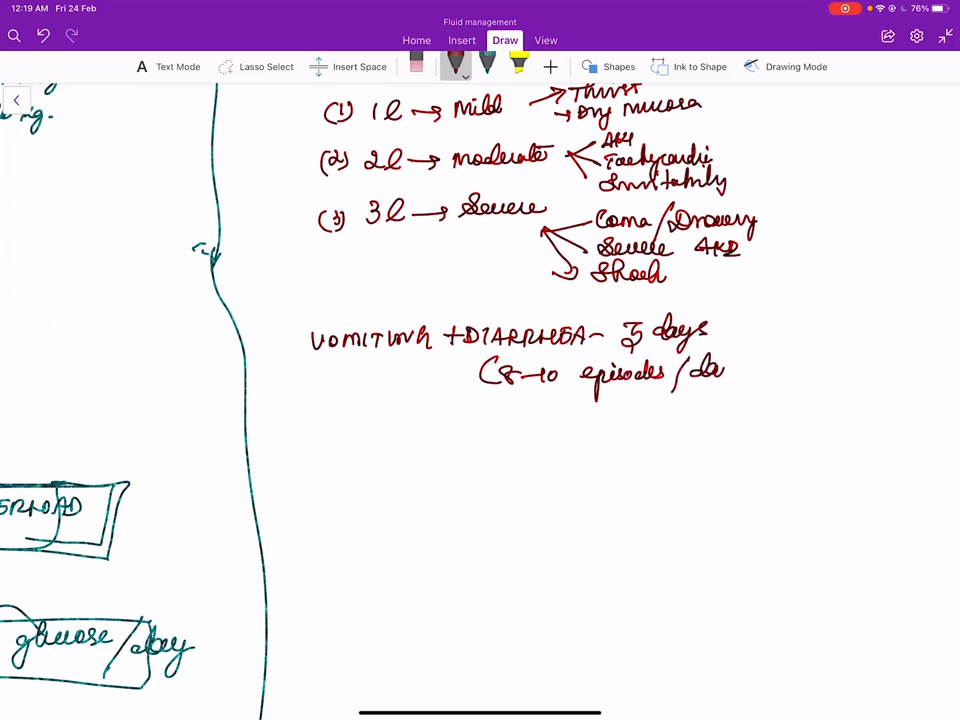 12:19 AM Fri 24 Feb
76%
Fluid management
Home Insert Draw View
Text Mode Lasso Select Insert Space Shapes Ink to Shape Drawing Mode
ing.
(1) 1l → Mild → Thirst
→ Dry mucosa
(2) 2l → moderate AKI
Tachycardia
Irritability
(3) 3l → Severe
Coma/Drowsy
Severe AKI
Shock
VOMITING + DIARRHEA - 5 days
(8-10 episodes/da
ERLOAD
glucose/day